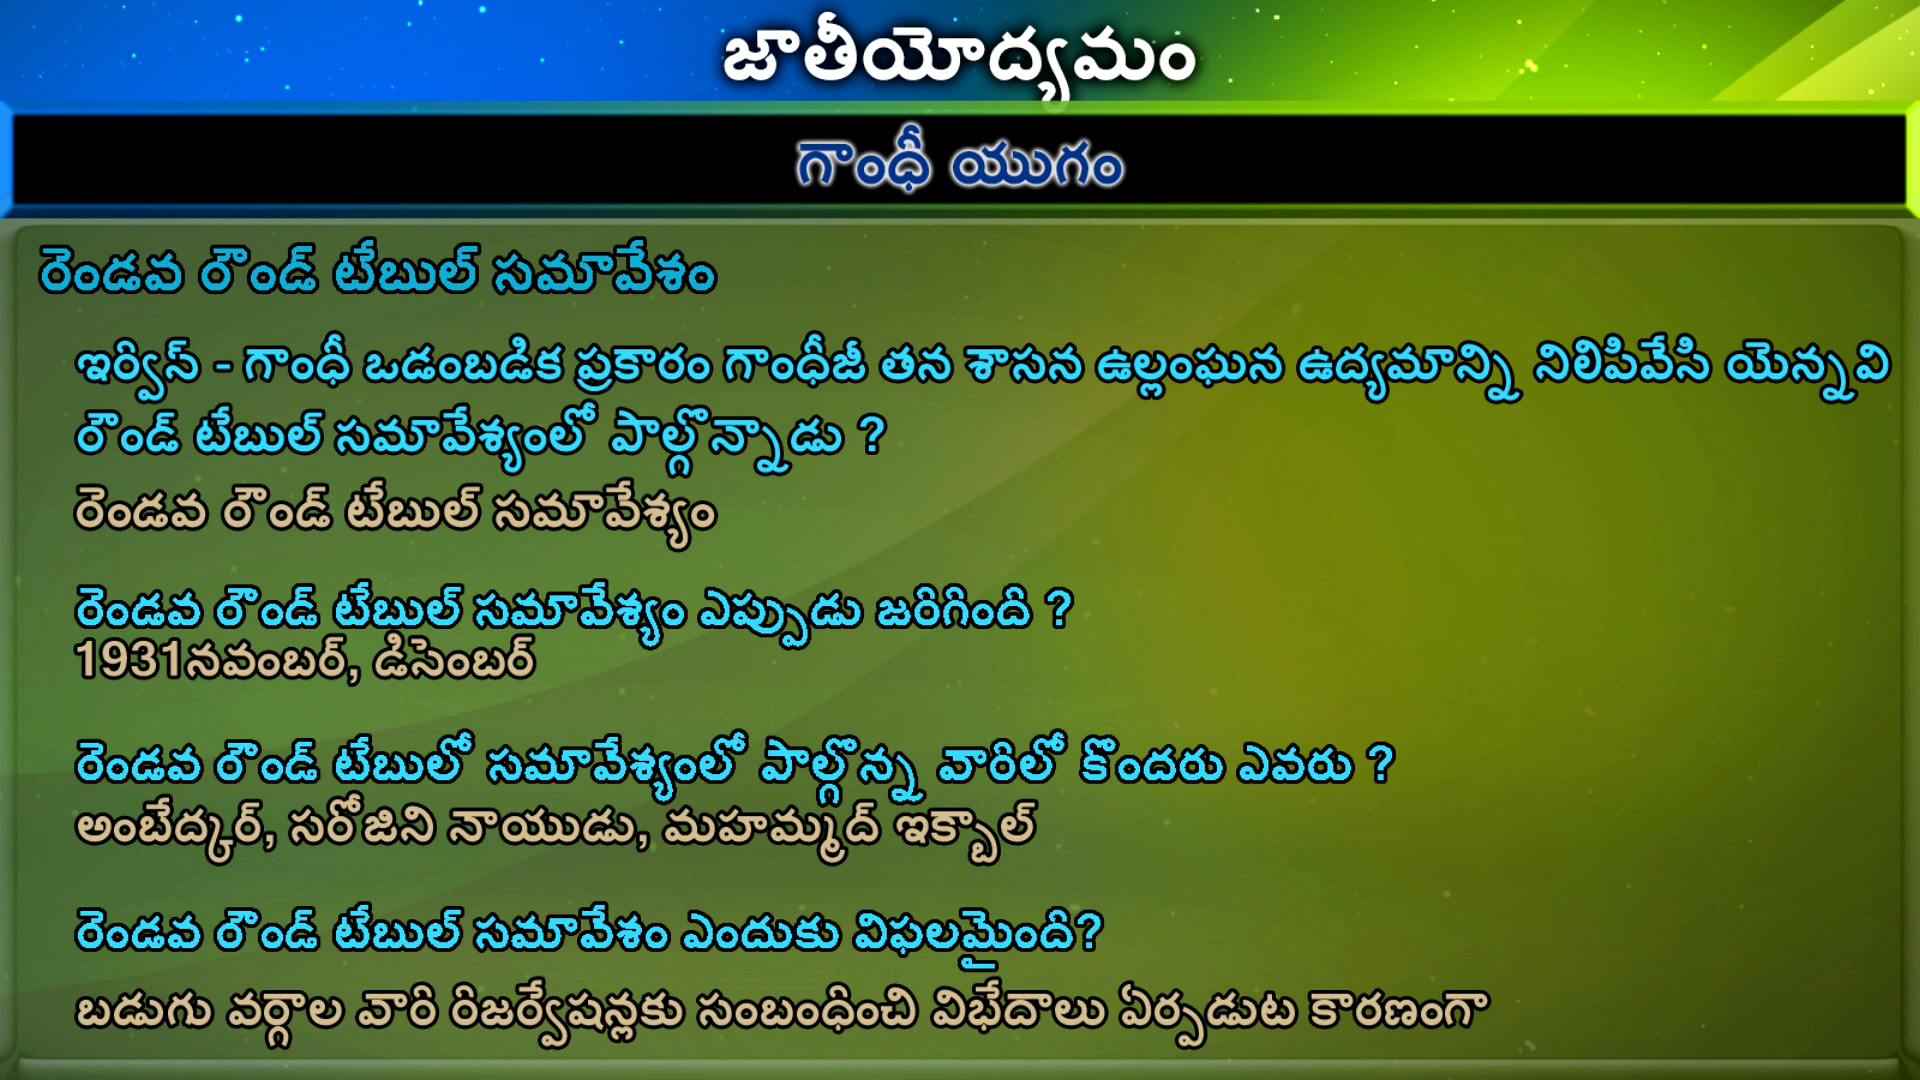 జాతీయోద్యమం
గాంధీ యుగం
రెండవ రౌండ్ టేబుల్ సమావేశం
ఇర్వీస్ - గాంధీ ఒడంబడిక ప్రకారం గాంధీజీ తన శాసన ఉల్లంఘన ఉద్యమాన్ని నిలిపివేసి యెన్నవి
రౌండ్ టేబుల్ సమావేశ్యంలో పాల్గొన్నాడు ?
రెండవ రౌండ్ టేబుల్ సమావేశ్యం
రెండవ రౌండ్ టేబుల్ సమావేశ్యం ఎప్పుడు జరిగింది ?
1931నవంబర్, డిసెంబర్
రెండవ రౌండ్ టేబులో సమావేశ్యంలో పాల్గొన్న వారిలో కొందరు ఎవరు ?
అంబేద్కర్, సరోజిని నాయుడు, మహమ్మద్ ఇక్బాల్
రెండవ రౌండ్ టేబుల్ సమావేశం ఎందుకు విఫలమైంది?
బడుగు వర్గాల వారి రిజర్వేషన్లకు సంబంధించి విభేదాలు ఏర్పడుట కారణంగా